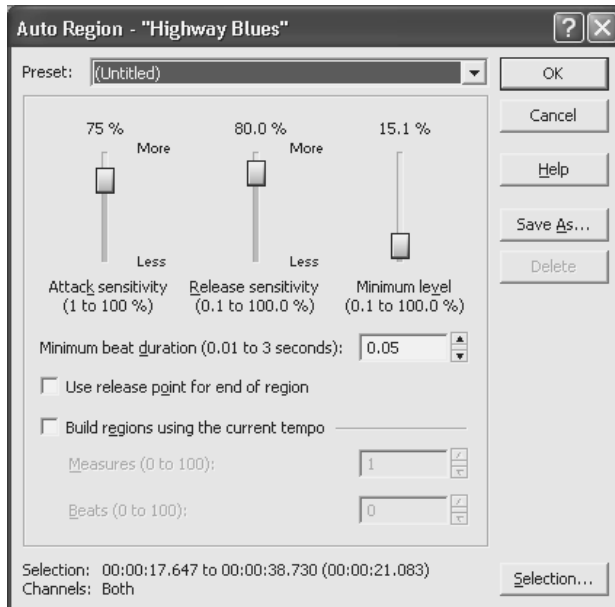 Auto Region - "Highway Blues"
Preset: (Untitled)
OK
Cancel
Help
Save As...
Delete
75 % 80.0 % 15.1 %
More More
Less Less
Attack sensitivity Release sensitivity Minimum level
(1 to 100 %) (0.1 to 100.0 %) (0.1 to 100.0 %)
Minimum beat duration (0.01 to 3 seconds): 0.05
Use release point for end of region
Build regions using the current tempo
Measures (0 to 100): 1
Beats (0 to 100): 0
Selection: 00:00:17.647 to 00:00:38.730 (00:00:21.083)
Channels: Both
Selection...